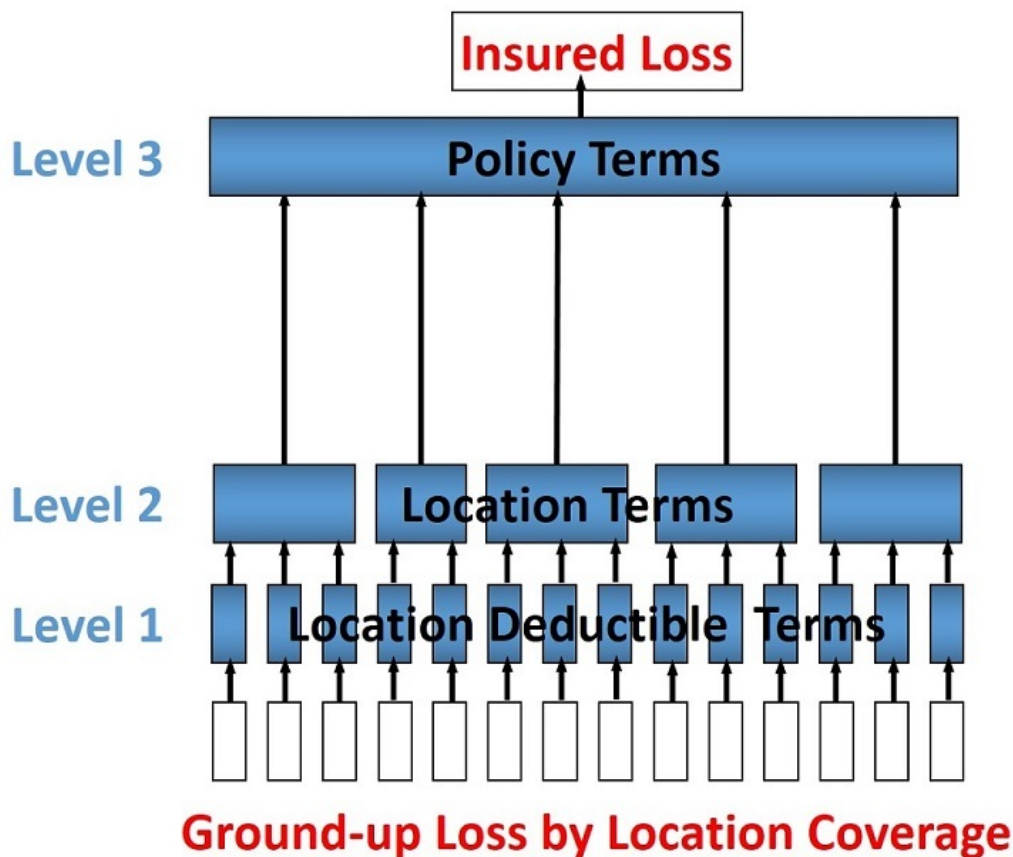 Insured Loss
Level 3
Policy Terms
Level 2
Location Terms
Level 1
Location Deductible Terms
Ground-up Loss by Location Coverage